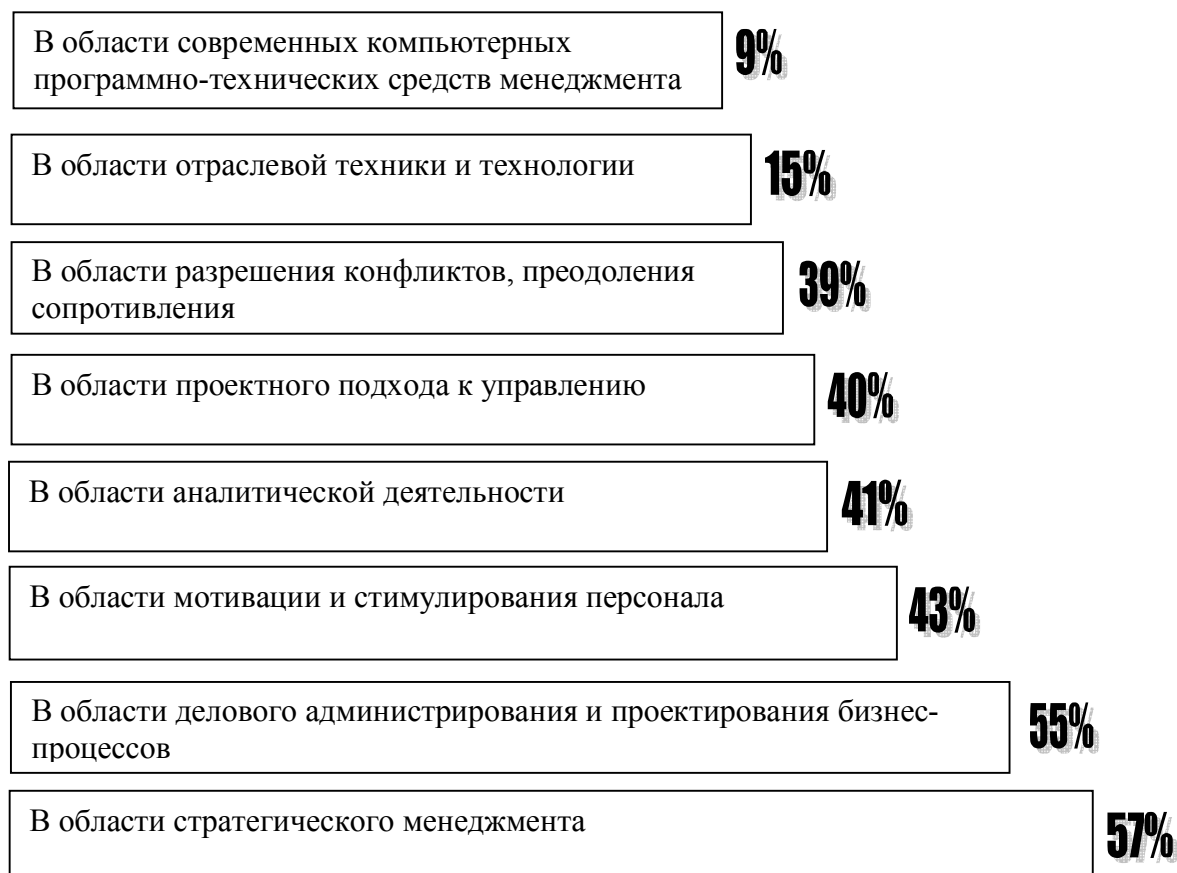 В области современных компьютерных
программно-технических средств менеджмента
9%
В области отраслевой техники и технологии
15%
В области разрешения конфликтов, преодоления
сопротивления
39%
В области проектного подхода к управлению
40%
В области аналитической деятельности
41%
В области мотивации и стимулирования персонала
43%
В области делового администрирования и проектирования бизнес-
процессов
55%
В области стратегического менеджмента
57%